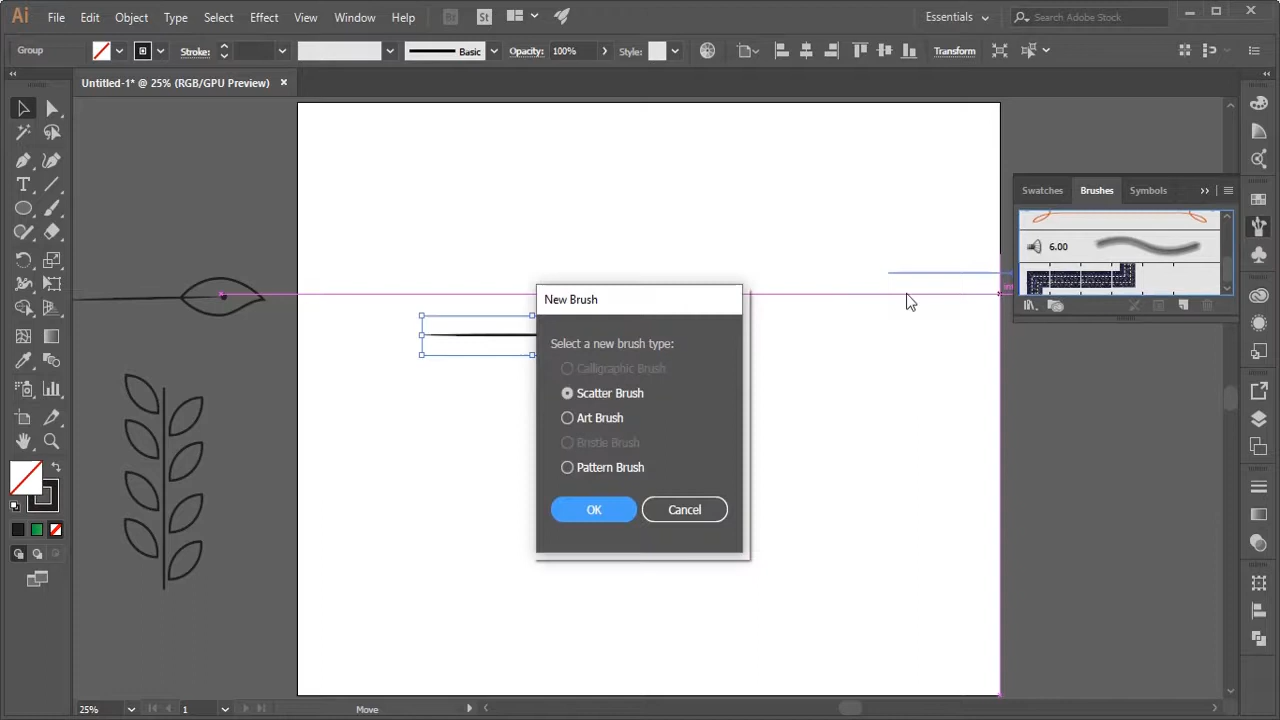 Ai File Edit Object Type Select Effect View Window Help Br St Essentials Search Adobe Stock
Group Stroke: Basic Opacity: 100% Style: Transform
Untitled-1* @ 25% (RGB/GPU Preview)
Swatches Brushes Symbols
6.00
New Brush
Select a new brush type:
Calligraphic Brush
Scatter Brush
Art Brush
Bristle Brush
Pattern Brush
OK Cancel
25% 1 Move